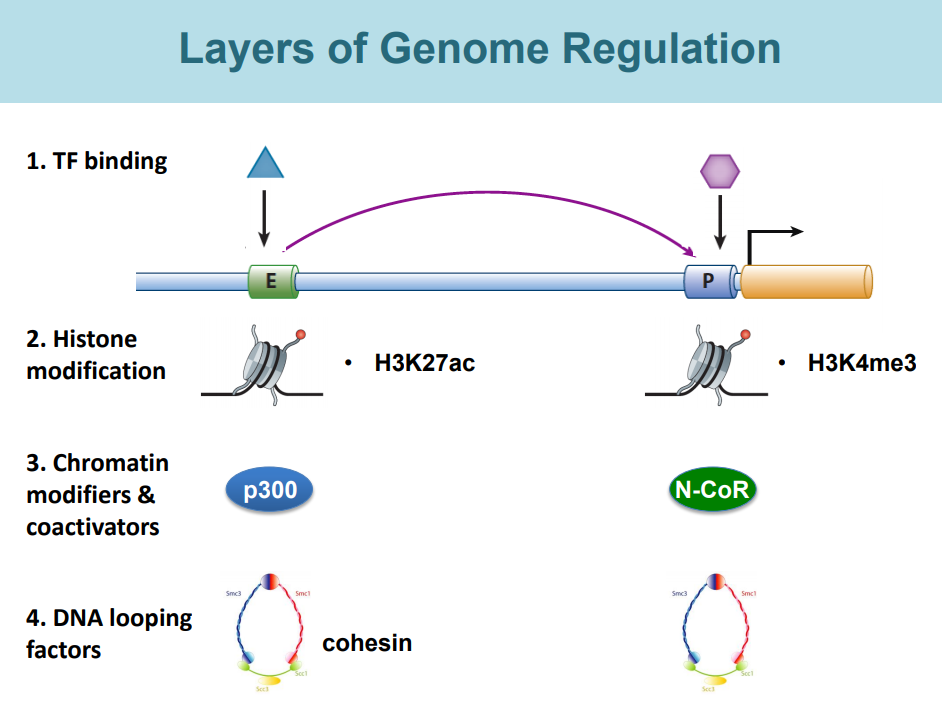 Layers of Genome Regulation
1. TF binding
E
P
2. Histone
modification
• H3K27ac
• H3K4me3
3. Chromatin
modifiers &
coactivators
p300
N-CoR
4. DNA looping
factors
Smc3
Smc1
Scc1
Scc3
cohesin
Smc3
Smc1
Scc1
Scc3